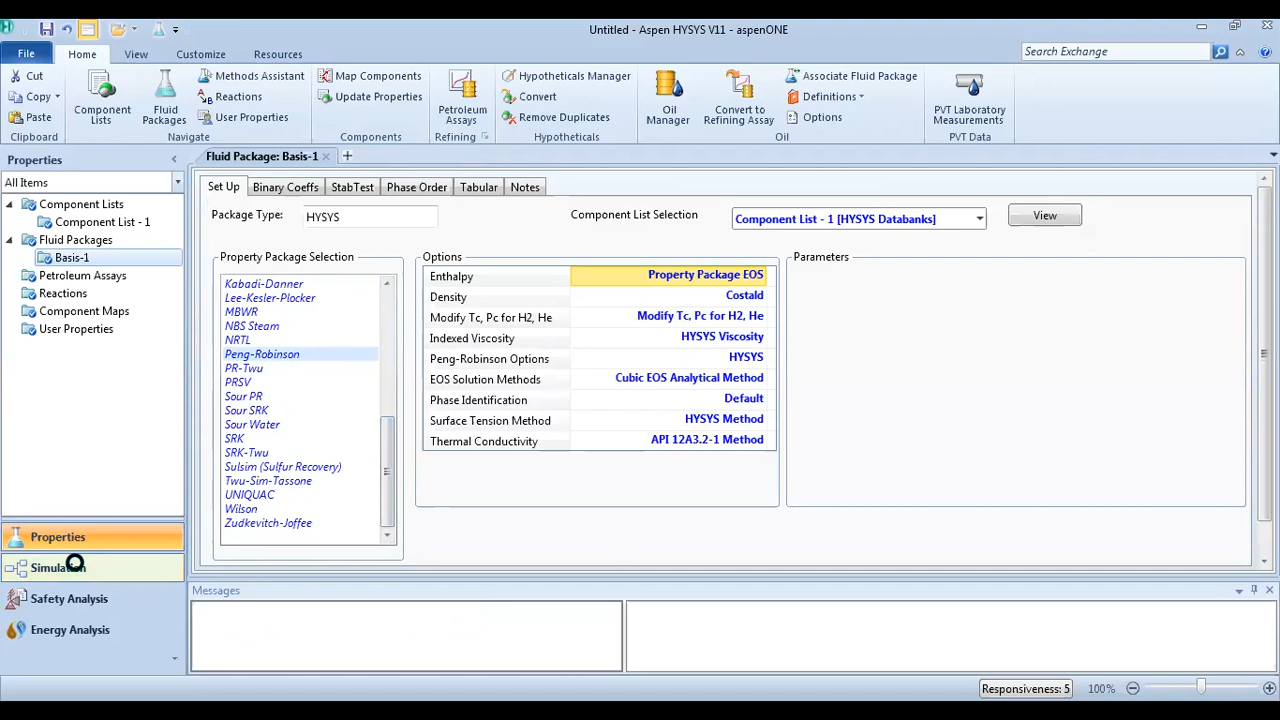 Untitled - Aspen HYSYS V11 - aspenONE
File
Home
View
Customize
Resources
Search Exchange
Cut
Copy
Paste
Clipboard
Component Lists
Fluid Packages
Methods Assistant
Reactions
User Properties
Navigate
Map Components
Update Properties
Components
Petroleum Assays
Refining
Hypotheticals Manager
Convert
Remove Duplicates
Hypotheticals
Oil Manager
Convert to Refining Assay
Associate Fluid Package
Definitions
Options
Oil
PVT Laboratory Measurements
PVT Data
Properties
All Items
Component Lists
Component List - 1
Fluid Packages
Basis-1
Petroleum Assays
Reactions
Component Maps
User Properties
Properties
Simulation
Safety Analysis
Energy Analysis
Fluid Package: Basis-1
Set Up
Binary Coeffs
StabTest
Phase Order
Tabular
Notes
Package Type:
HYSYS
Component List Selection
Component List - 1 [HYSYS Databanks]
View
Property Package Selection
Kabadi-Danner
Lee-Kesler-Plocker
MBWR
NBS Steam
NRTL
Peng-Robinson
PR-Twu
PRSV
Sour PR
Sour SRK
Sour Water
SRK
SRK-Twu
Sulsim (Sulfur Recovery)
Twu-Sim-Tassone
UNIQUAC
Wilson
Zudkevitch-Joffee
Options
Enthalpy Property Package EOS
Density Costald
Modify Tc, Pc for H2, He Modify Tc, Pc for H2, He
Indexed Viscosity HYSYS Viscosity
Peng-Robinson Options HYSYS
EOS Solution Methods Cubic EOS Analytical Method
Phase Identification Default
Surface Tension Method HYSYS Method
Thermal Conductivity API 12A3.2-1 Method
Parameters
Messages
Responsiveness: 5
100%